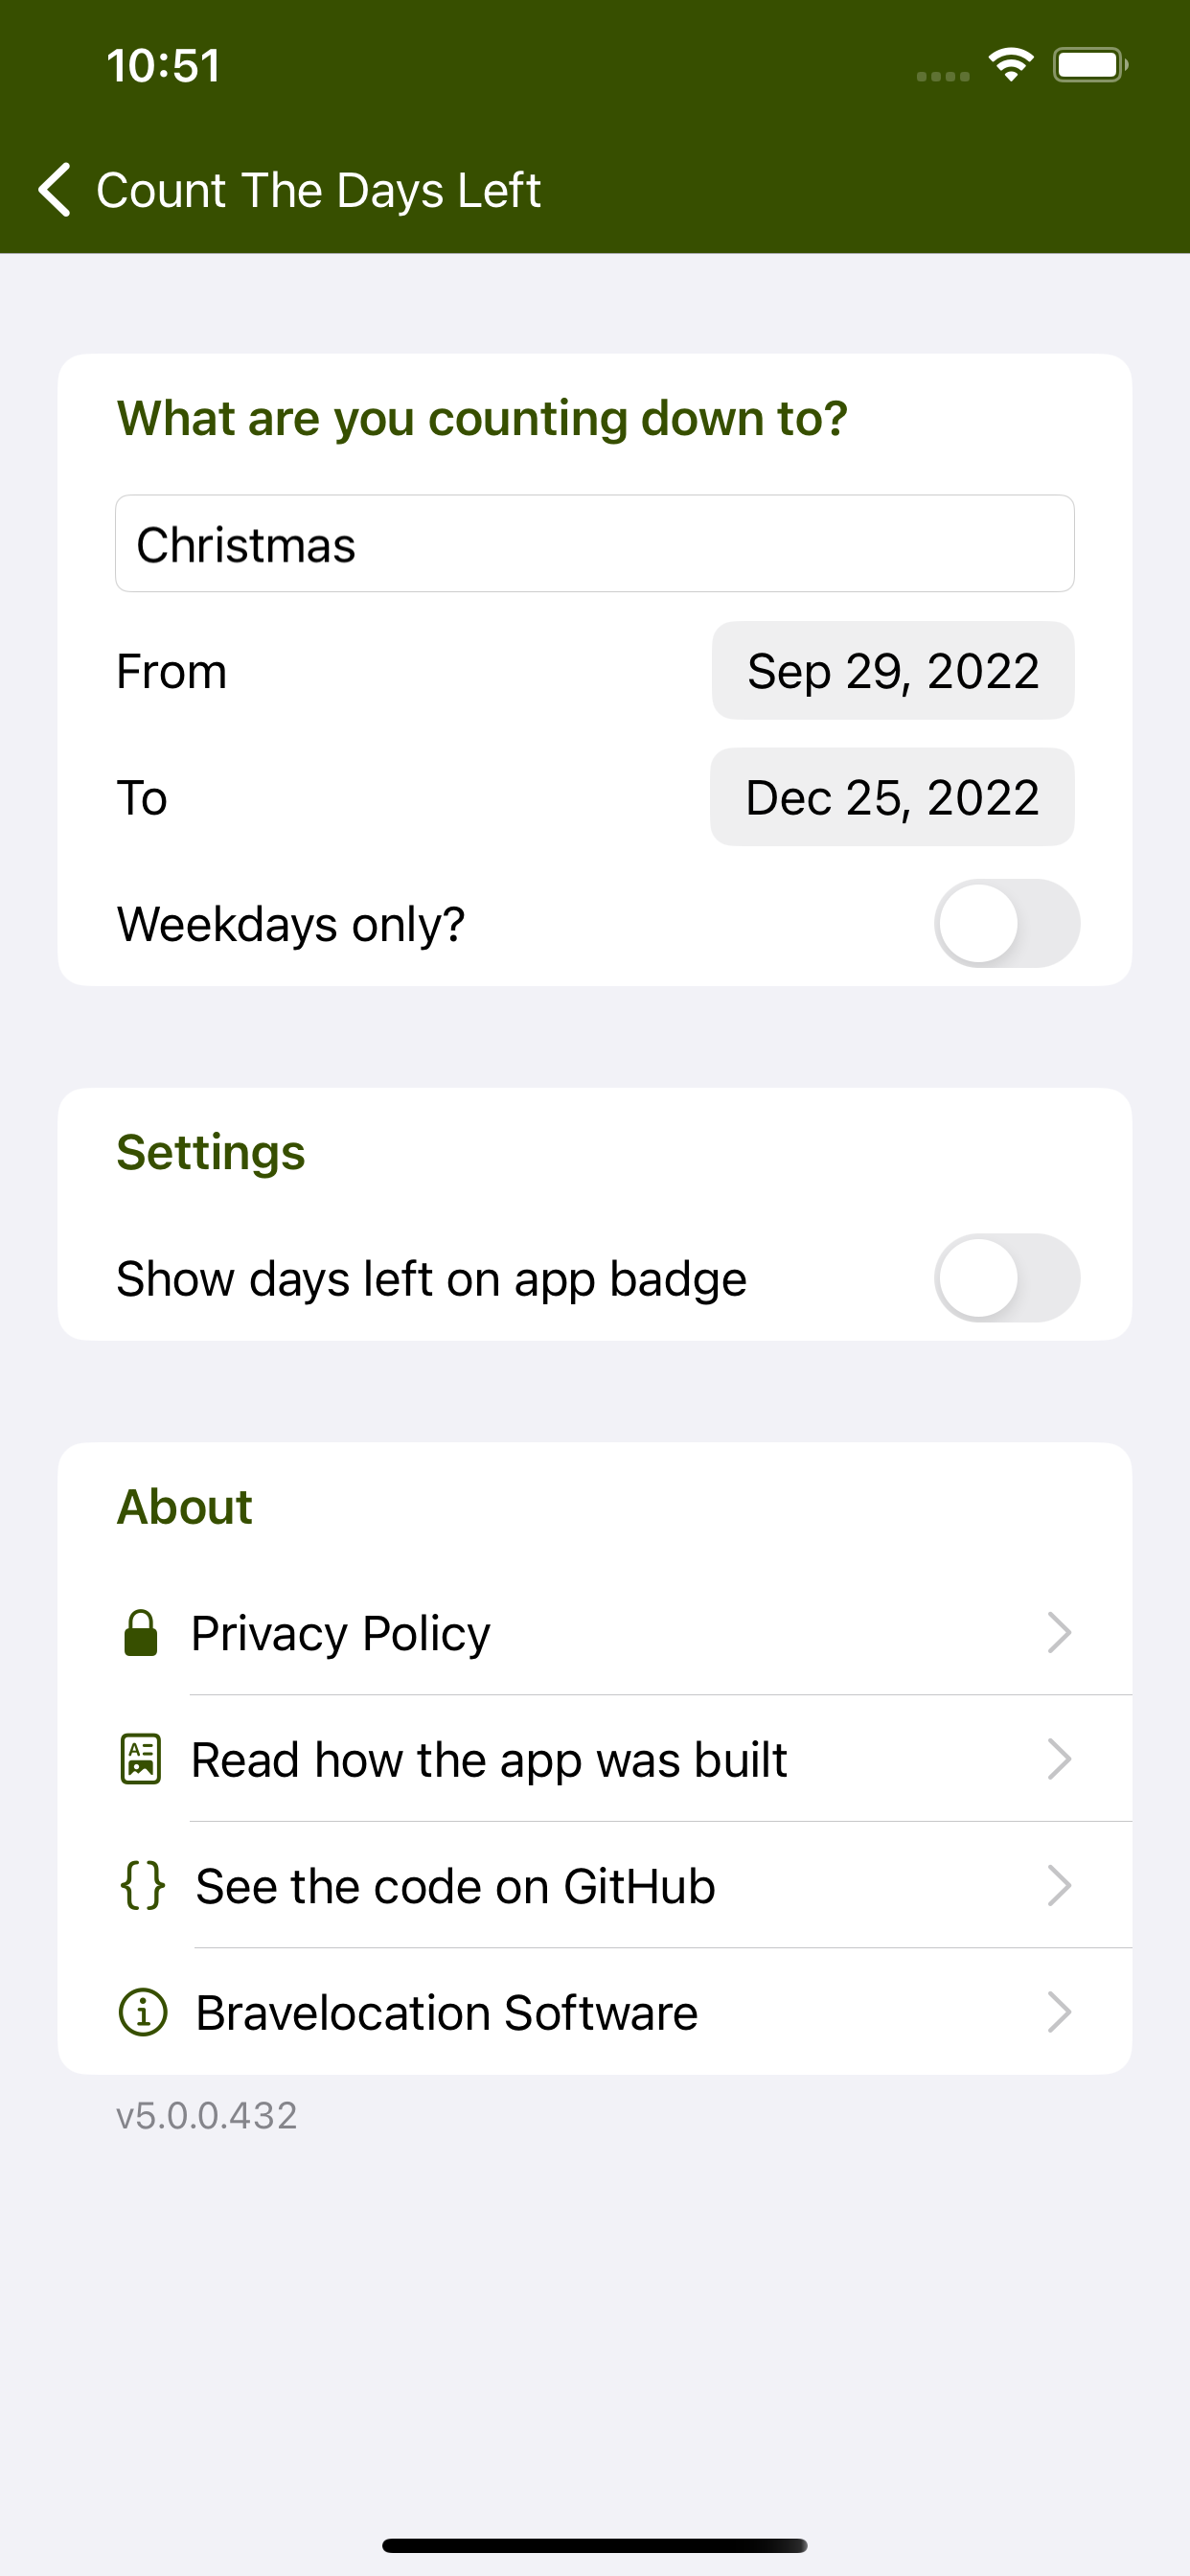 10:51
Count The Days Left
What are you counting down to?
Christmas
From
Sep 29, 2022
To
Dec 25, 2022
Weekdays only?
Settings
Show days left on app badge
About
Privacy Policy
Read how the app was built
See the code on GitHub
Bravelocation Software
v5.0.0.432